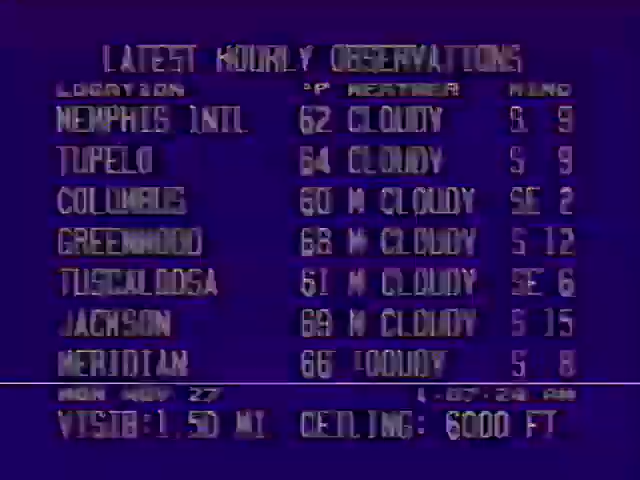 LATEST HOURLY OBSERVATIONS
LOCATION °F WEATHER WIND
MEMPHIS INTL 62 CLOUDY S 9
TUPELO 64 CLOUDY S 9
COLUMBUS 60 M CLOUDY SE 2
GREENWOOD 68 M CLOUDY S 12
TUSCALOOSA 61 M CLOUDY SE 6
JACKSON 69 M CLOUDY S 15
MERIDIAN 66 S 8
MON NOV 27 AM
VISIB: 1.50 MI CEILING: 6000 FT